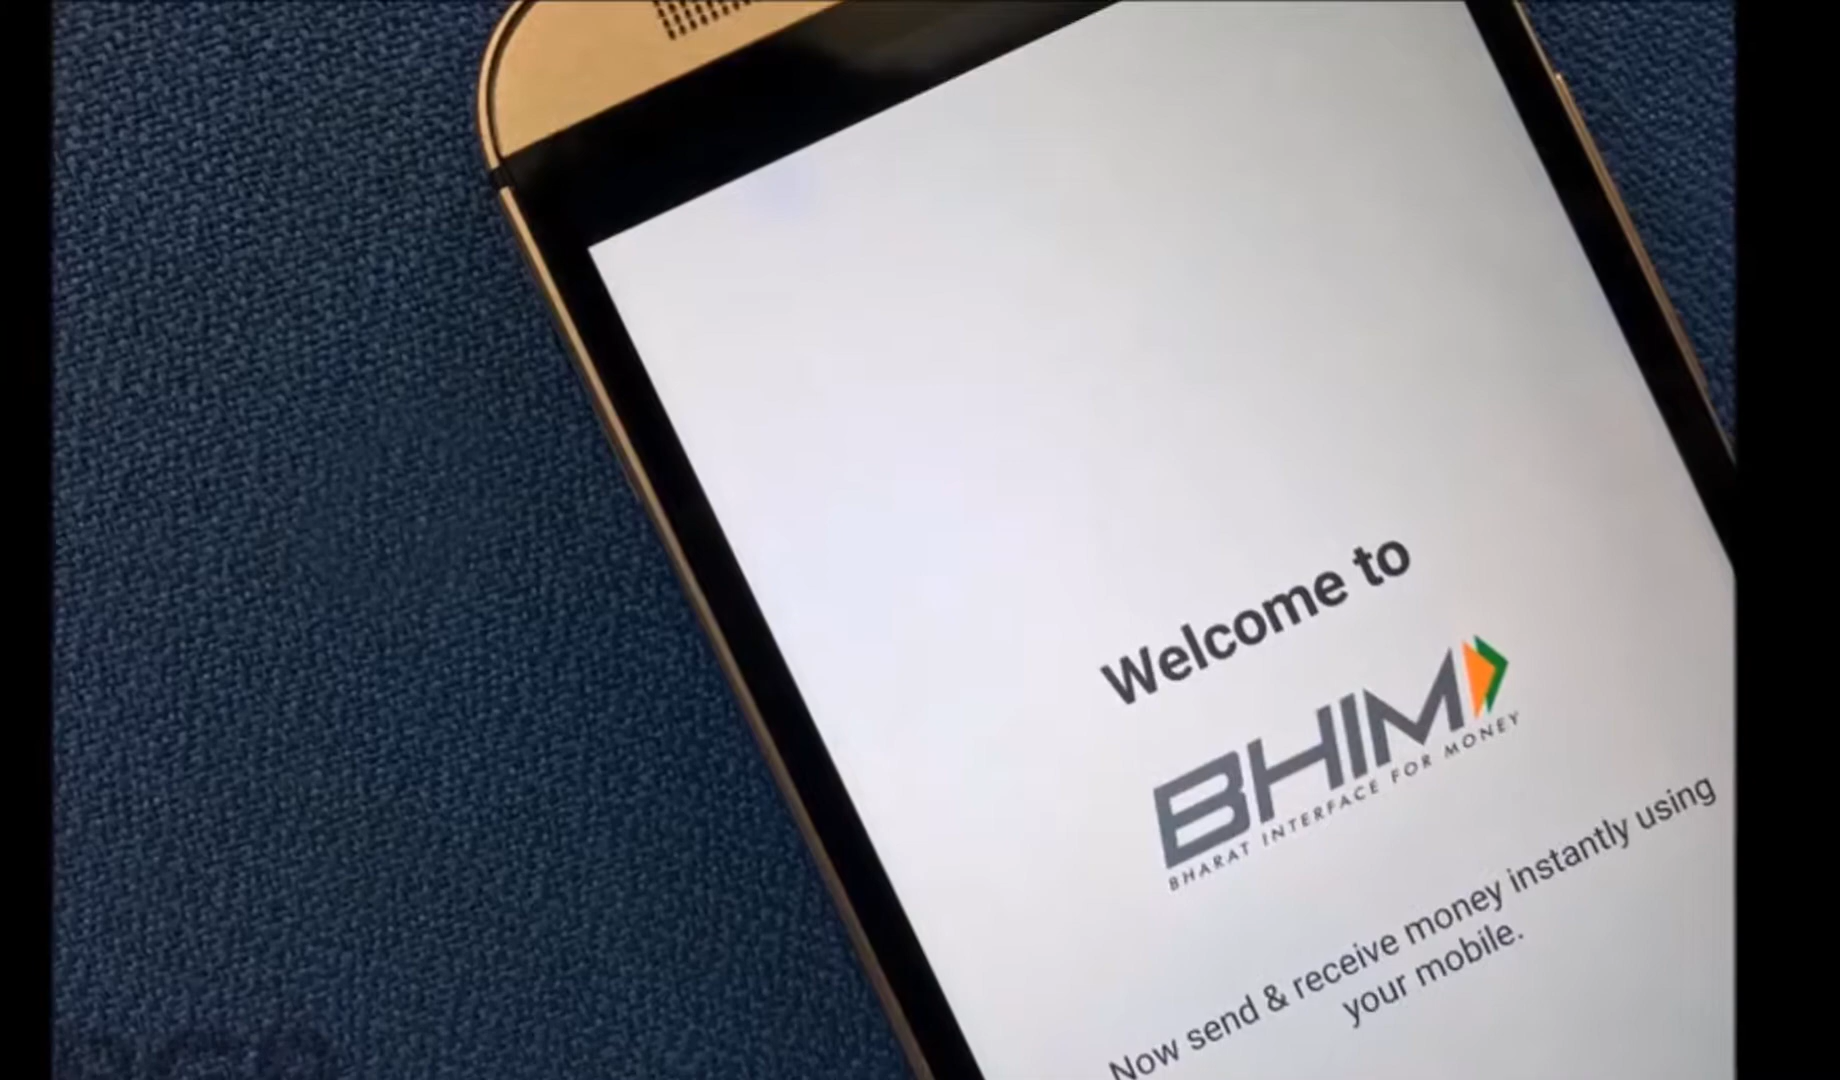 Welcome to
BHIM
BHARAT INTERFACE FOR MONEY
Now send & receive money instantly using
your mobile.